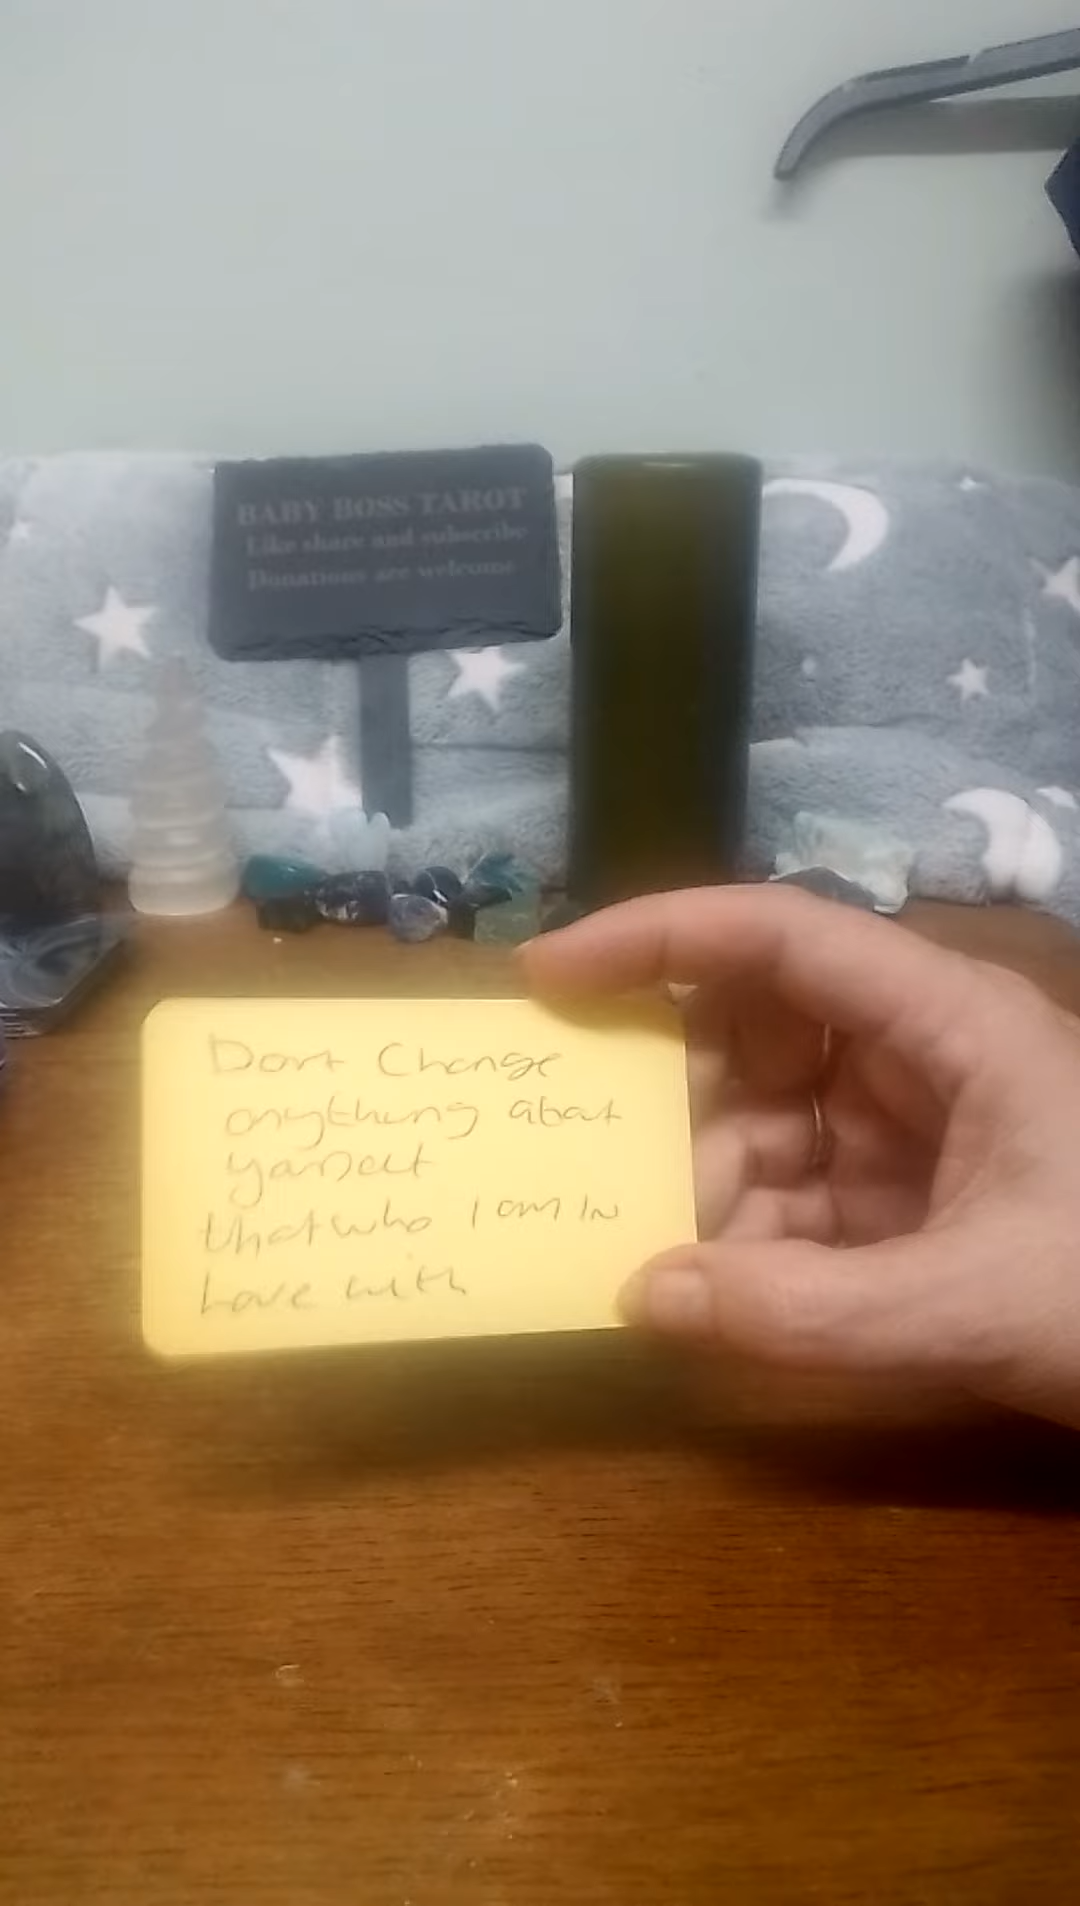 BABY BOSS TAROT
Like share and subscribe
Donations are welcome
Dont Change
anything about
yourself
that who I am IN
Love with